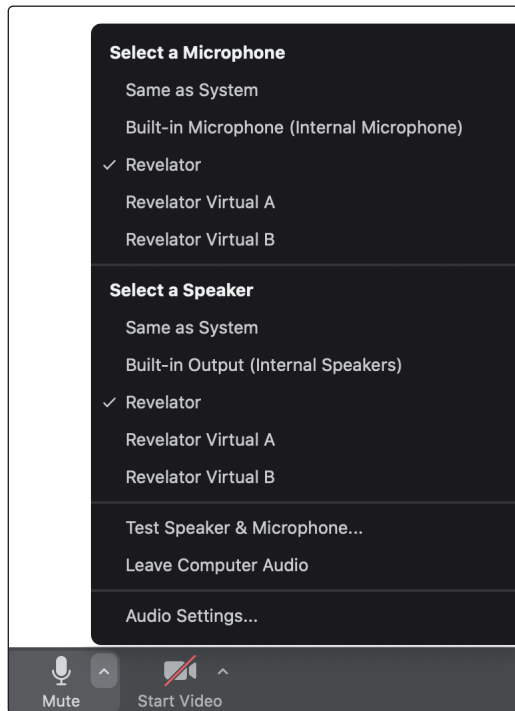 Select a Microphone
Same as System
Built-in Microphone (Internal Microphone)
✓ Revelator
Revelator Virtual A
Revelator Virtual B
Select a Speaker
Same as System
Built-in Output (Internal Speakers)
✓ Revelator
Revelator Virtual A
Revelator Virtual B
Test Speaker & Microphone...
Leave Computer Audio
Audio Settings...
Mute
Start Video